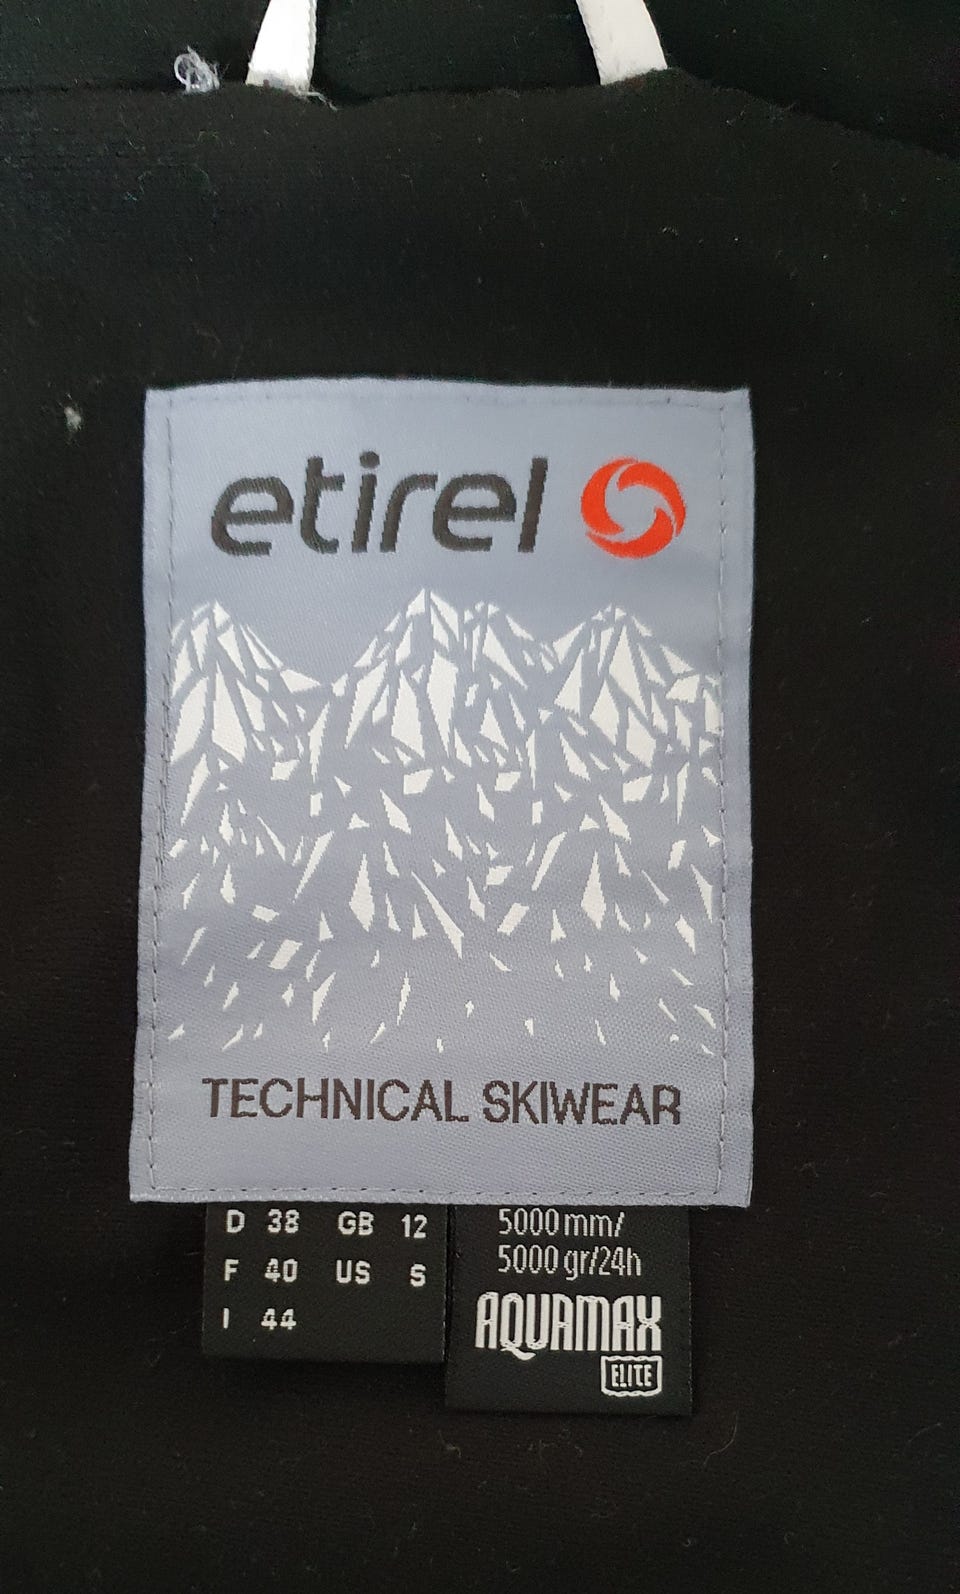 etirel
TECHNICAL SKIWEAR
D 38 GB 12
F 40 US S
I 44
5000 mm/
5000 gr/24h
AQUAMAX
ELITE